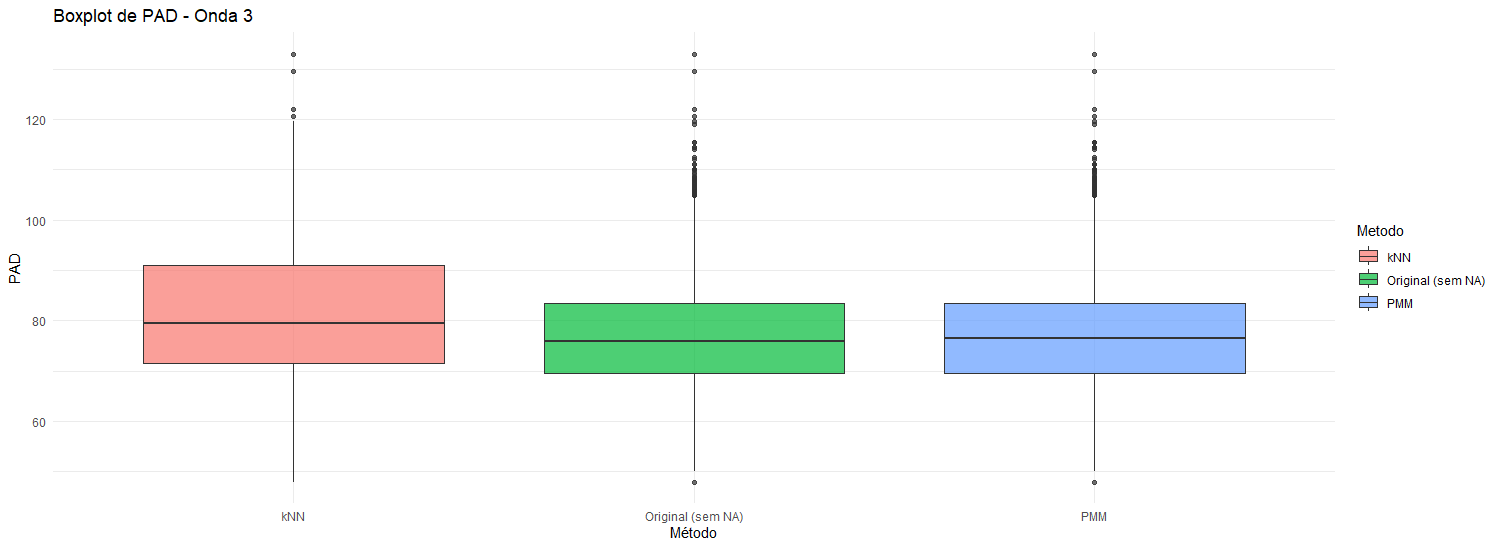 Boxplot de PAD - Onda 3
PAD
120
100
80
60
kNN
Original (sem NA)
PMM
Método
Metodo
kNN
Original (sem NA)
PMM